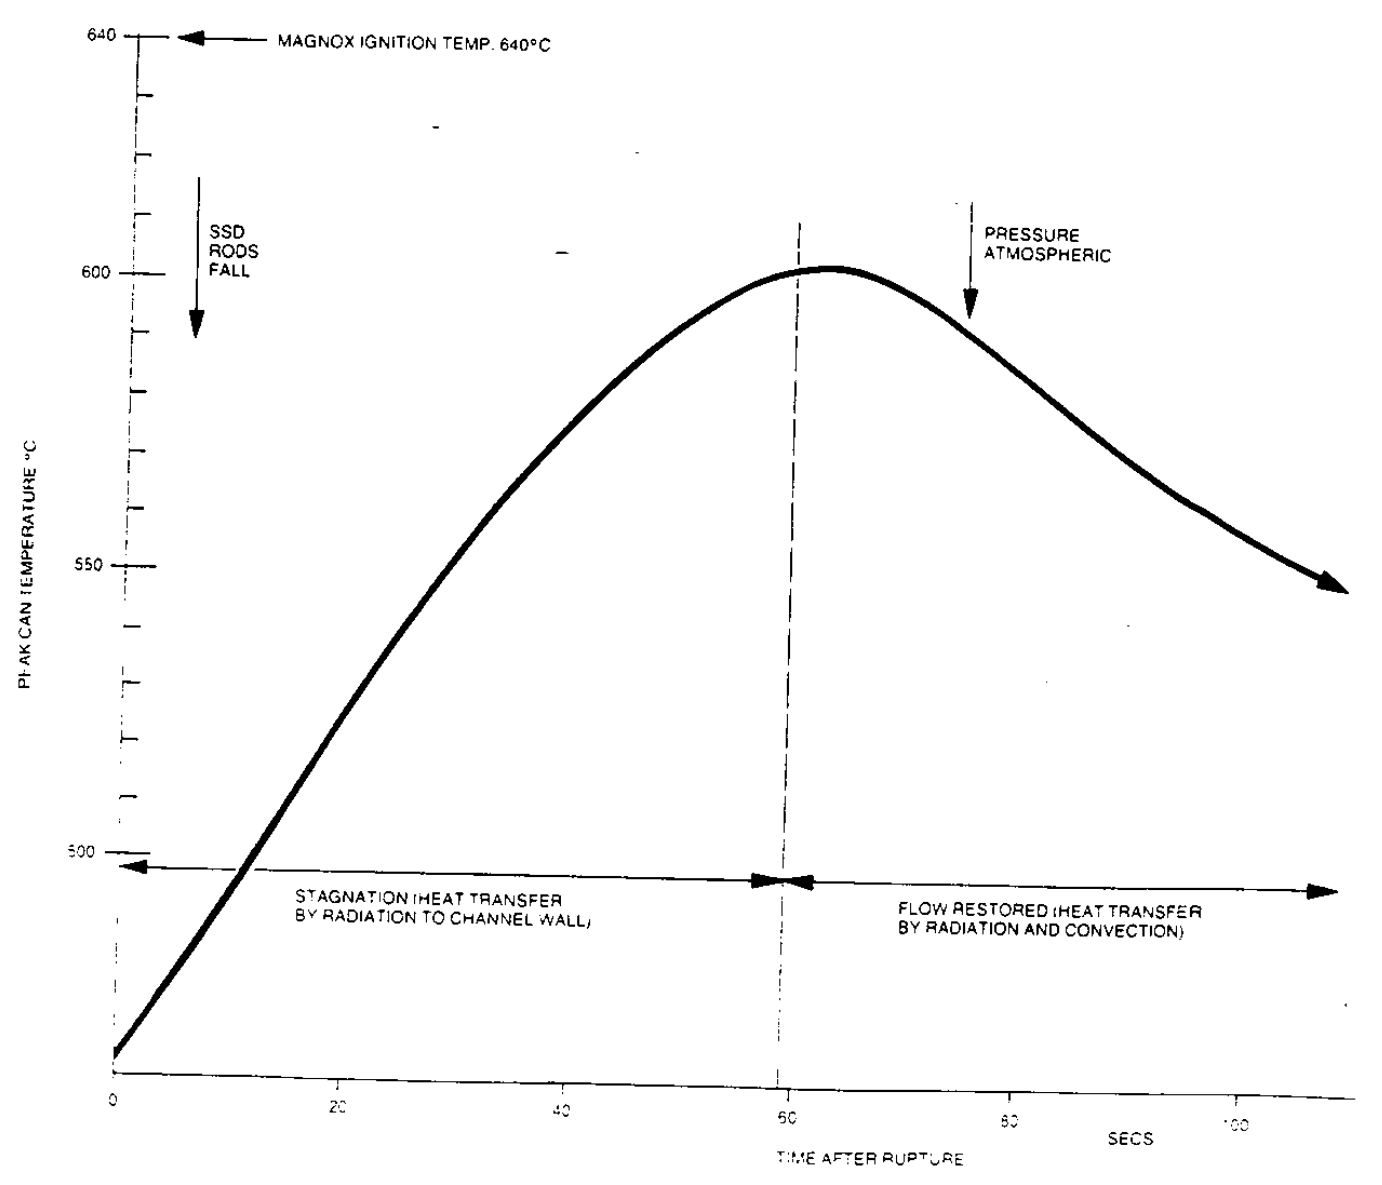 640
MAGNOX IGNITION TEMP. 640°C
SSD
RODS
FALL
PRESSURE
ATMOSPHERIC
600
PEAK CAN TEMPERATURE °C
550
500
STAGNATION (HEAT TRANSFER
BY RADIATION TO CHANNEL WALL)
FLOW RESTORED (HEAT TRANSFER
BY RADIATION AND CONVECTION)
0
20
40
60
80
100
SECS
TIME AFTER RUPTURE